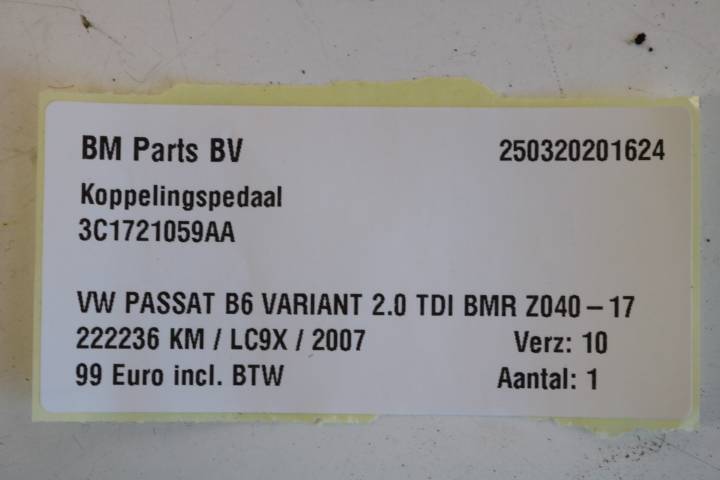 BM Parts BV 250320201624
Koppelingspedaal
3C1721059AA
VW PASSAT B6 VARIANT 2.0 TDI BMR Z040 – 17
222236 KM / LC9X / 2007 Verz: 10
99 Euro incl. BTW Aantal: 1